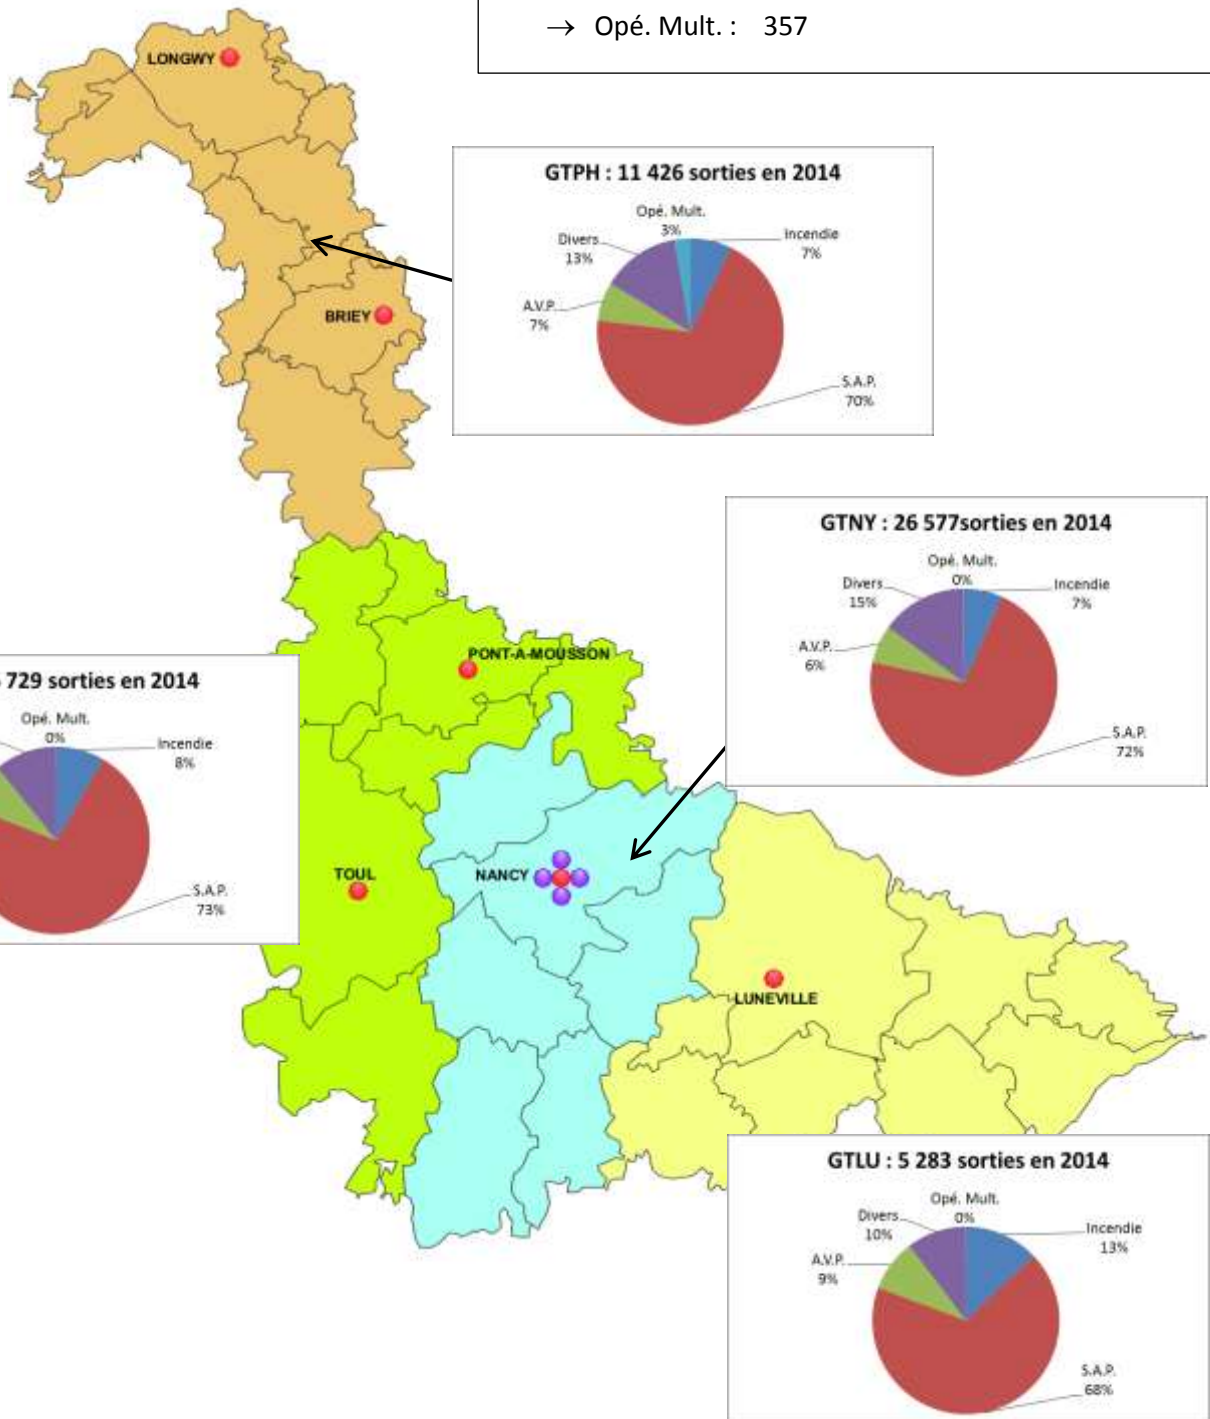 → Opé. Mult. : 357
LONGWY
GTPH : 11 426 sorties en 2014
Opé. Mult.
3%
Incendie
7%
Divers
13%
A.V.P.
7%
S.A.P.
70%
BRIEY
GTNY : 26 577sorties en 2014
Opé. Mult.
0%
Incendie
7%
Divers
15%
A.V.P.
6%
S.A.P.
72%
PONT-A-MOUSSON
729 sorties en 2014
Opé. Mult.
0%
Incendie
8%
S.A.P.
73%
TOUL
NANCY
LUNEVILLE
GTLU : 5 283 sorties en 2014
Opé. Mult.
0%
Incendie
13%
Divers
10%
A.V.P.
9%
S.A.P.
68%